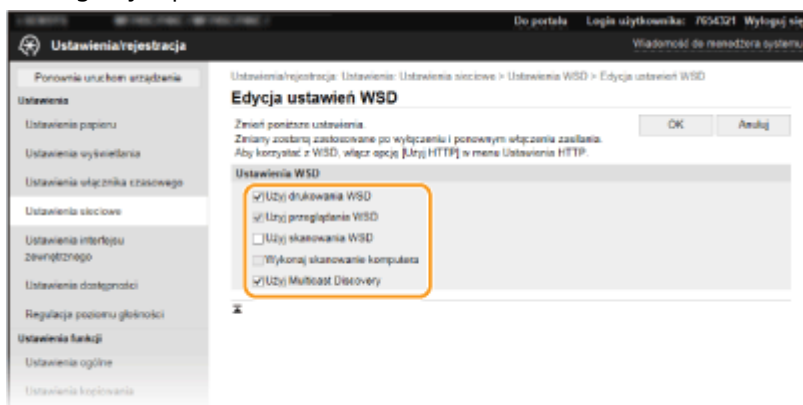 Do portalu Login użytkownika: 7654321 Wyloguj się
Ustawienia/rejestracja
Wiadomość do menedżera systemu
Ponownie uruchom urządzenie
Ustawienia/rejestracja: Ustawienia: Ustawienia sieciowe > Ustawienia WSD > Edycja ustawień WSD
Ustawienia
Edycja ustawień WSD
Ustawienia papieru
Zmień poniższe ustawienia.
OK
Anuluj
Zmiany zostaną zastosowane po wyłączeniu i ponownym włączeniu zasilania.
Ustawienia wyświetlania
Aby korzystać z WSD, włącz opcję [Użyj HTTP] w menu Ustawienia HTTP.
Ustawienia włącznika czasowego
Ustawienia WSD
Użyj drukowania WSD
Ustawienia sieciowe
Użyj przeglądania WSD
Użyj skanowania WSD
Ustawienia interfejsu
zewnętrznego
Wykonaj skanowanie komputera
Użyj Multicast Discovery
Ustawienia dostępności
Regulacja poziomu głośności
Ustawienia funkcji
Ustawienia ogólne
Ustawienia kopiowania